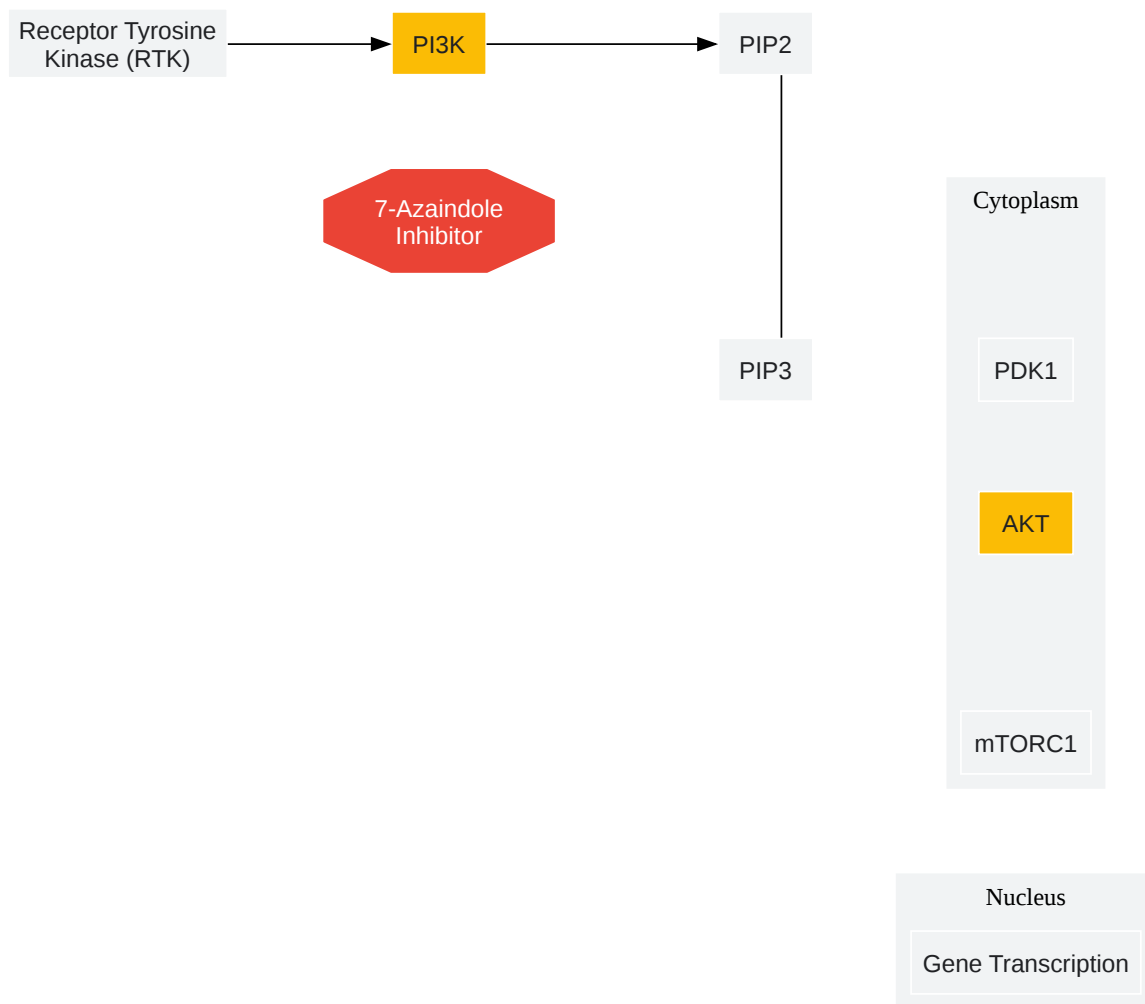 Receptor Tyrosine
Kinase (RTK)
PI3K
PIP2
7-Azaindole
Inhibitor
Cytoplasm
PIP3
PDK1
AKT
mTORC1
Nucleus
Gene Transcription